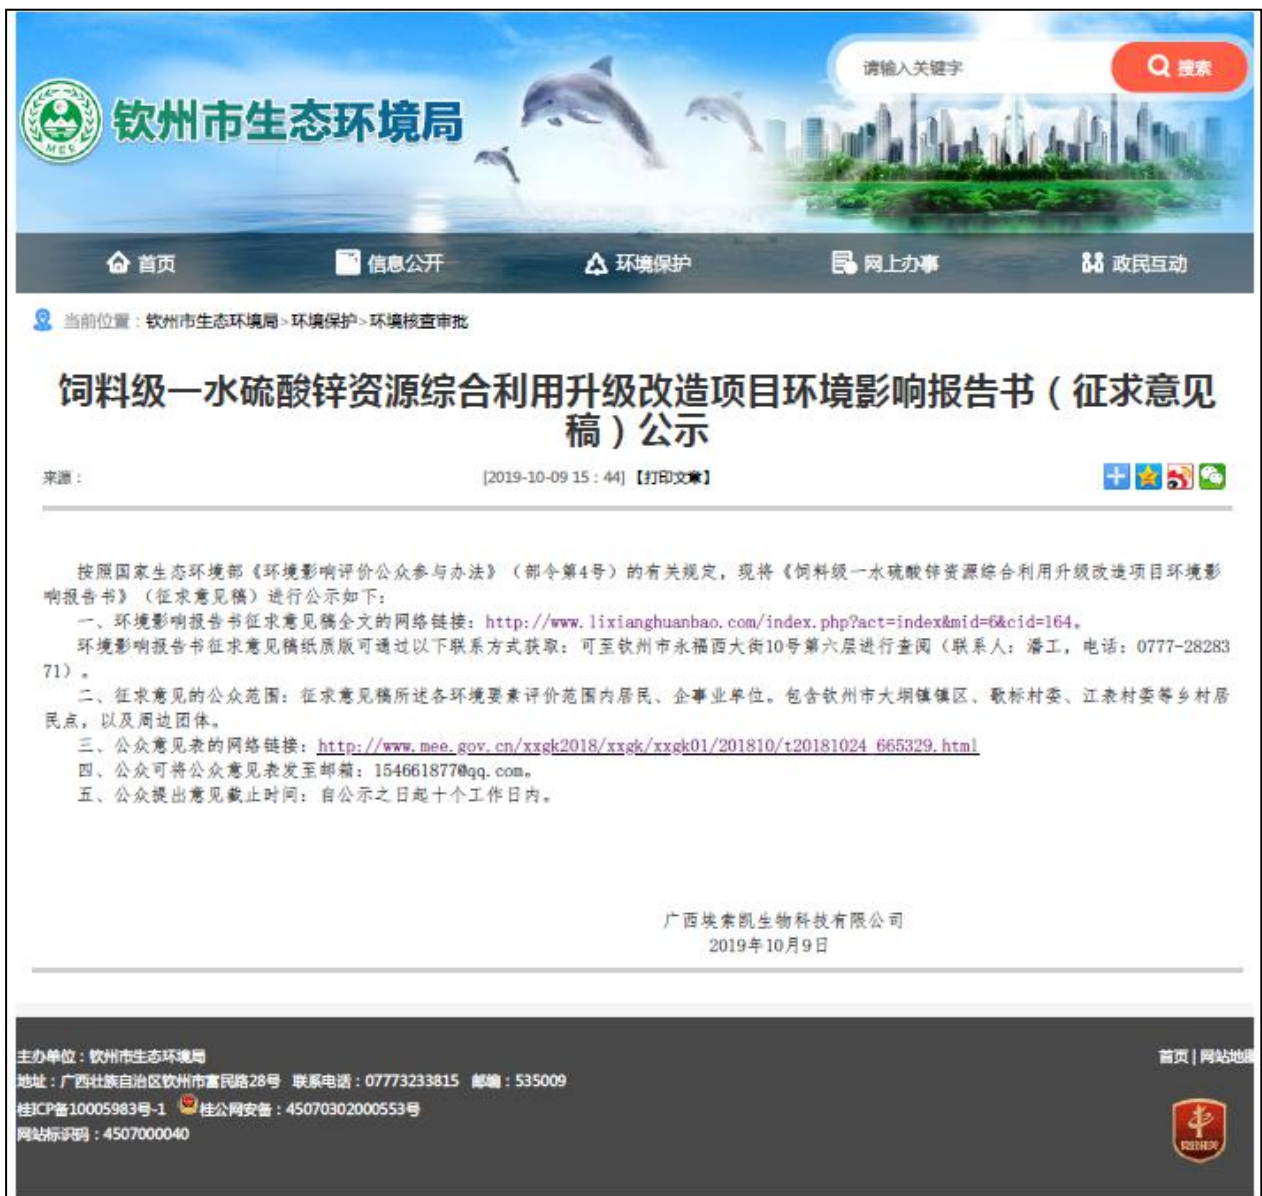 请输入关键字
搜索
钦州市生态环境局
MEE
首页
信息公开
环境保护
网上办事
政民互动
当前位置：钦州市生态环境局>环境保护>环境核查审批
饲料级一水硫酸锌资源综合利用升级改造项目环境影响报告书（征求意见
稿）公示
来源：
[2019-10-09 15：44]【打印文章】
按照国家生态环境部《环境影响评价公众参与办法》（部令第4号）的有关规定，现将《饲料级一水硫酸锌资源综合利用升级改造项目环境影
响报告书》（征求意见稿）进行公示如下：
一、环境影响报告书征求意见稿全文的网络链接：http://www.lixianghuanbao.com/index.php?act=index&mid=6&cid=164。
环境影响报告书征求意见稿纸质版可通过以下联系方式获取：可至钦州市永福西大街10号第六层进行查阅（联系人：潘工，电话：0777-28283
71）。
二、征求意见的公众范围：征求意见稿所述各环境要素评价范围内居民、企事业单位。包含钦州市大垌镇镇区、歌标村委、江表村委等乡村居
民点，以及周边团体。
三、公众意见表的网络链接：http://www.mee.gov.cn/xxgk2018/xxgk/xxgk01/201810/t20181024_665329.html
四、公众可将公众意见表发至邮箱：154661877@qq.com。
五、公众提出意见截止时间：自公示之日起十个工作日内。
广西埃索凯生物科技有限公司
2019年10月9日
主办单位：钦州市生态环境局
首页 | 网站地图
地址：广西壮族自治区钦州市富民路28号 联系电话：07773233815 邮编：535009
桂ICP备10005983号-1 桂公网安备：45070302000553号
网站标识码：4507000040
党政机关